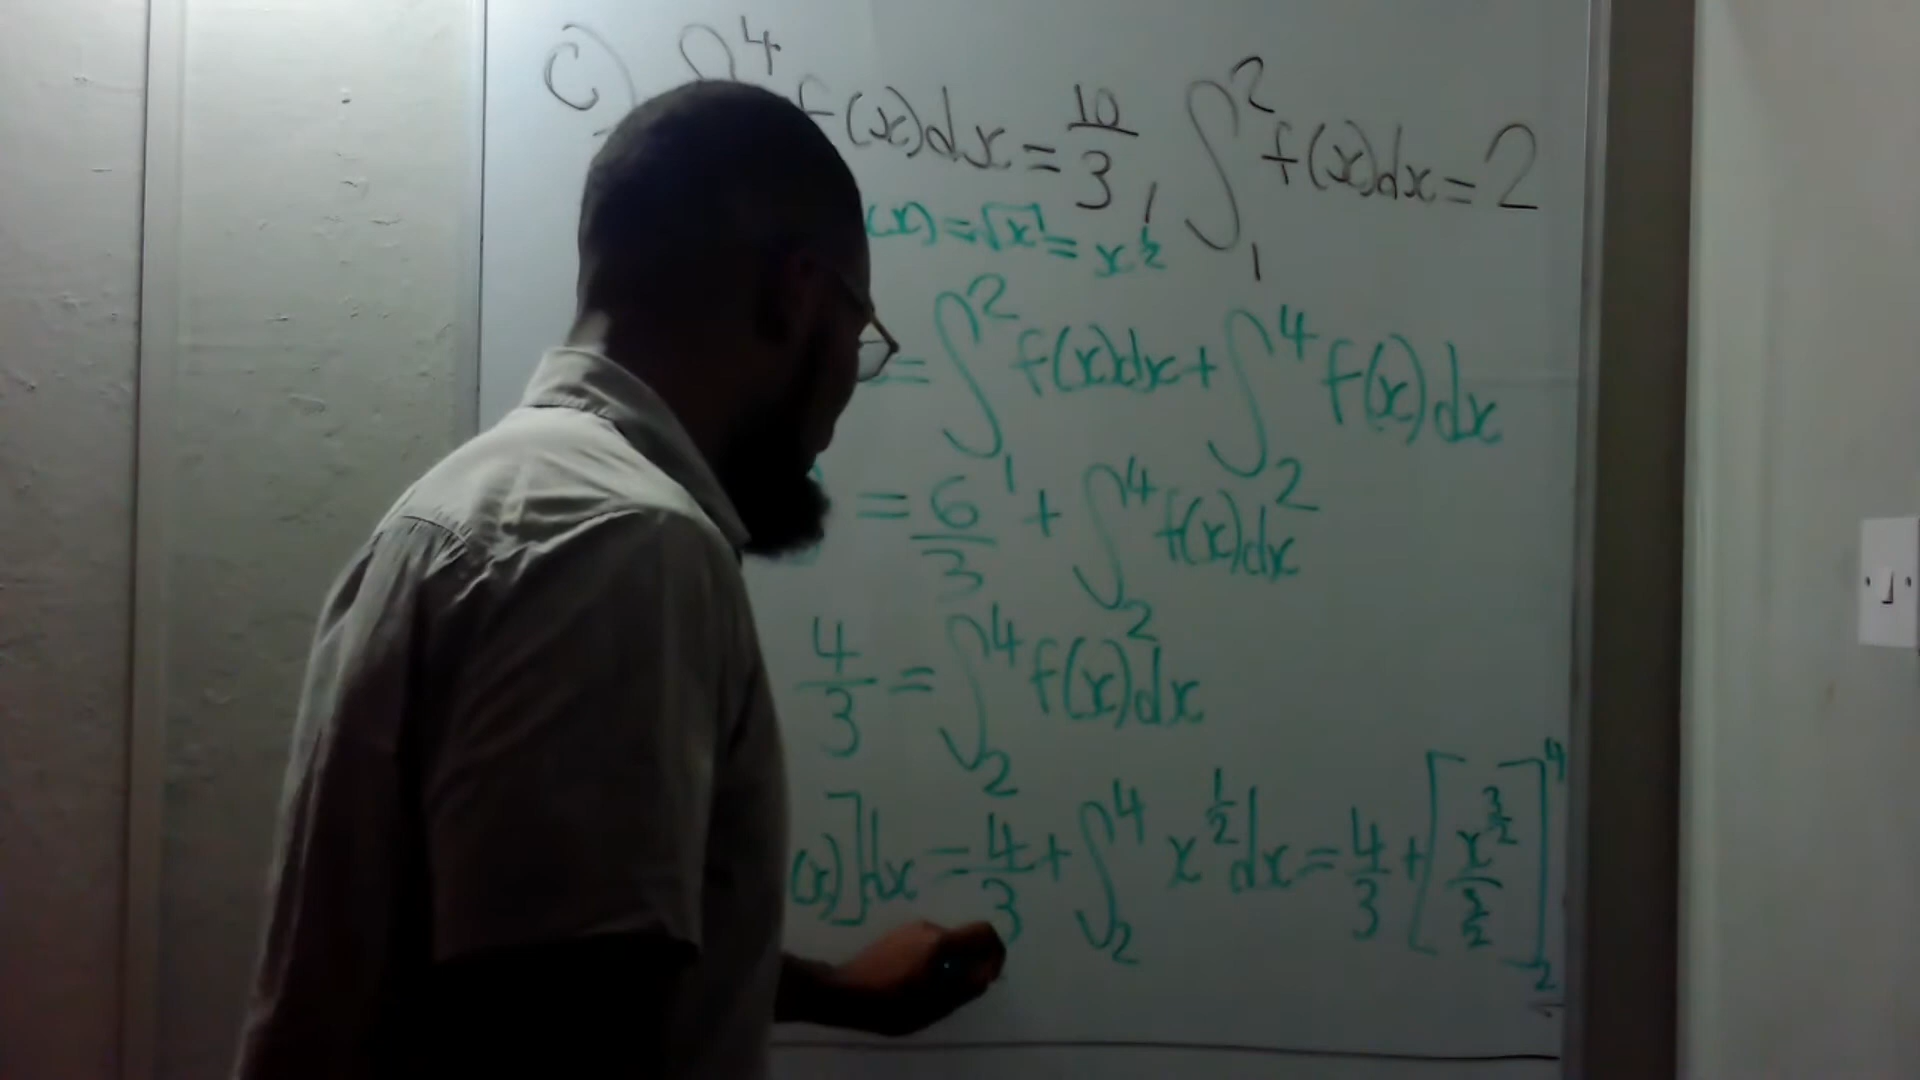 C) ∫ 4 f(x)dx = 10/3, ∫₁² f(x)dx = 2
(x) = √x = x^½
= ∫₁² f(x)dx + ∫₂⁴ f(x)dx
= 6/3 + ∫₂⁴ f(x)dx
4/3 = ∫₂⁴ f(x)dx
(x)]dx = 4/3 + ∫₂⁴ x^½ dx = 4/3 + [x^(3/2) / (3/2)]₂⁴